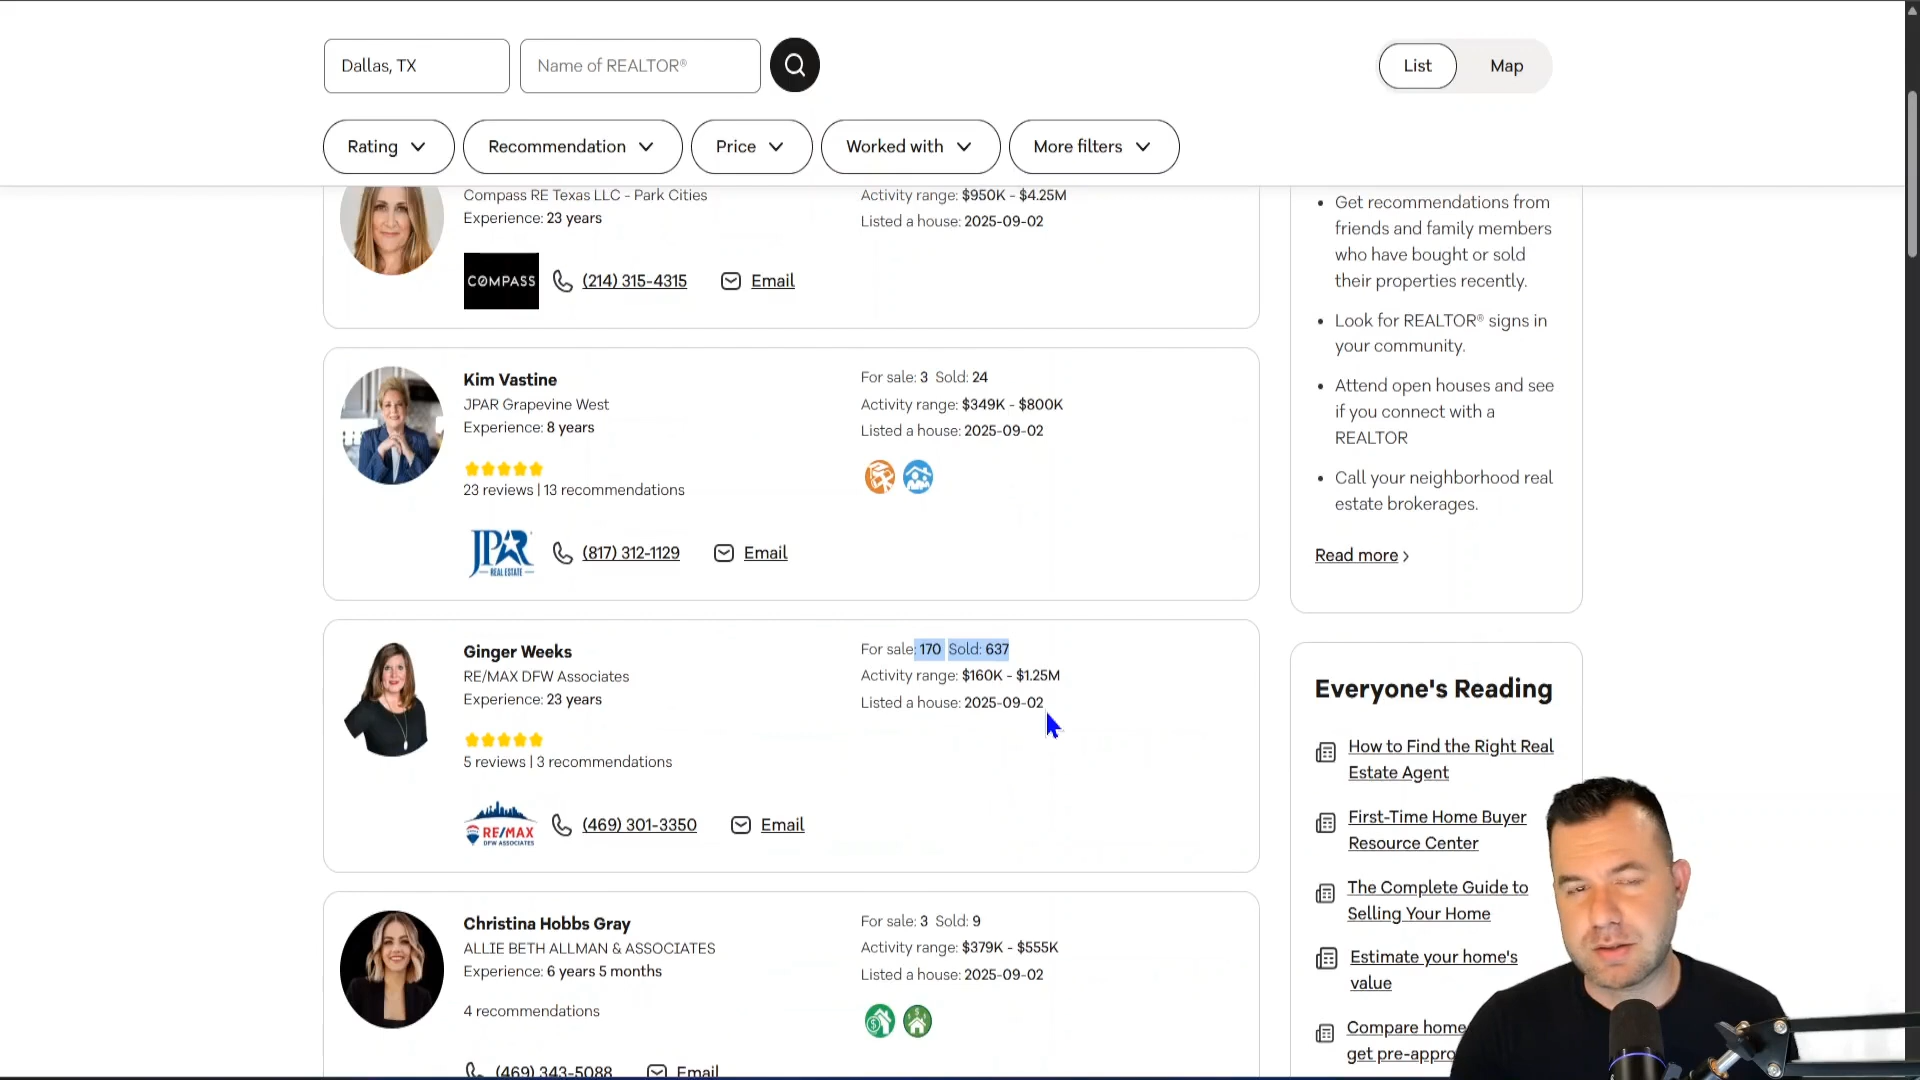 Dallas, TX
Name of REALTOR®
List
Map
Rating
Recommendation
Price
Worked with
More filters
Compass RE Texas LLC - Park Cities
Experience: 23 years
Activity range: $950K - $4.25M
Listed a house: 2025-09-02
COMPASS
(214) 315-4315
Email
Kim Vastine
JPAR Grapevine West
Experience: 8 years
23 reviews | 13 recommendations
For sale: 3 Sold: 24
Activity range: $349K - $800K
Listed a house: 2025-09-02
JPAR
REAL ESTATE
(817) 312-1129
Email
Ginger Weeks
RE/MAX DFW Associates
Experience: 23 years
5 reviews | 3 recommendations
For sale: 170 Sold: 637
Activity range: $160K - $1.25M
Listed a house: 2025-09-02
RE/MAX
DFW ASSOCIATES
(469) 301-3350
Email
Christina Hobbs Gray
ALLIE BETH ALLMAN & ASSOCIATES
Experience: 6 years 5 months
4 recommendations
For sale: 3 Sold: 9
Activity range: $379K - $555K
Listed a house: 2025-09-02
(469) 343-5088
Email
Get recommendations from
friends and family members
who have bought or sold
their properties recently.
Look for REALTOR® signs in
your community.
Attend open houses and see
if you connect with a
REALTOR
Call your neighborhood real
estate brokerages.
Read more
Everyone's Reading
How to Find the Right Real
Estate Agent
First-Time Home Buyer
Resource Center
The Complete Guide to
Selling Your Home
Estimate your home's
value
Compare home
get pre-appro